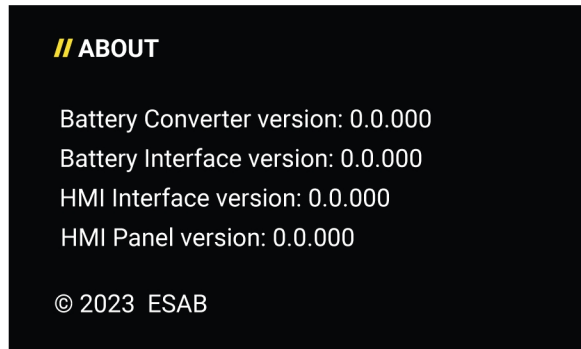 // ABOUT
Battery Converter version: 0.0.000
Battery Interface version: 0.0.000
HMI Interface version: 0.0.000
HMI Panel version: 0.0.000
© 2023 ESAB